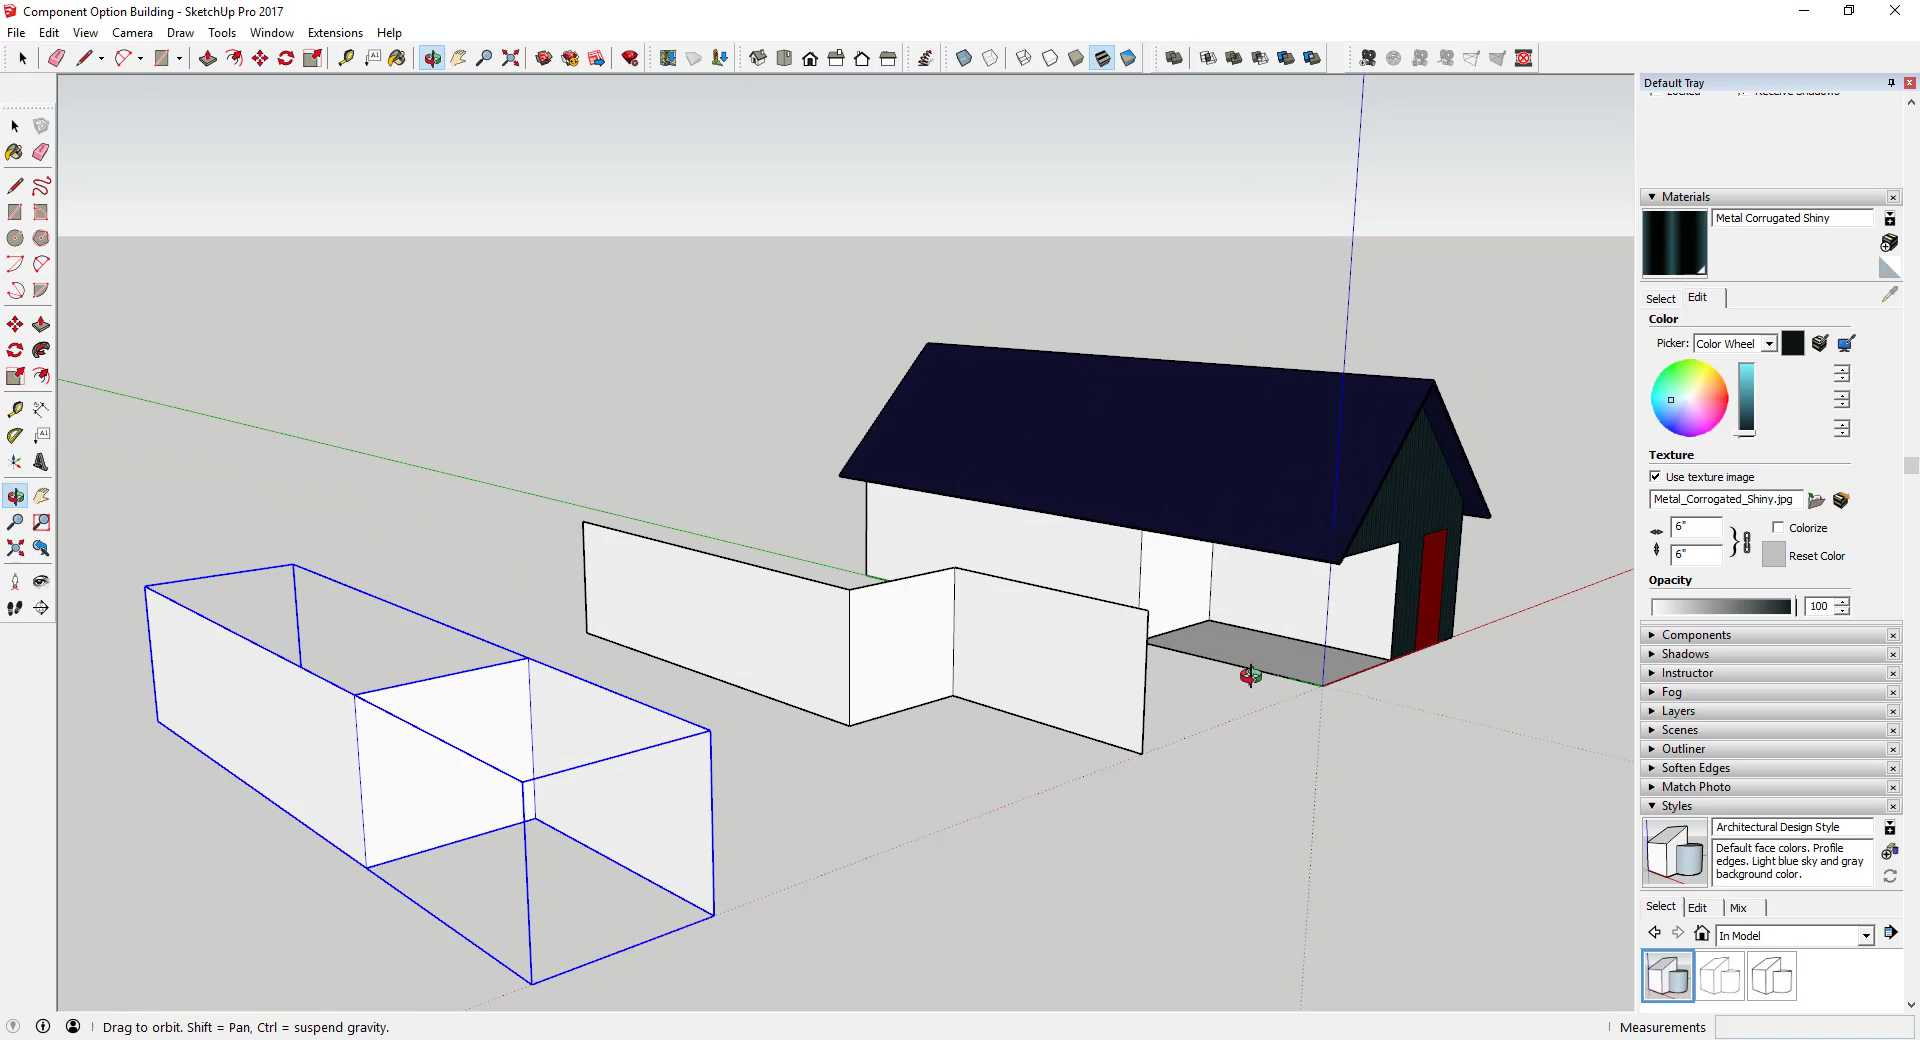 Component Option Building - SketchUp Pro 2017
File Edit View Camera Draw Tools Window Extensions Help
Default Tray
Locked Receive Shadows
Materials
Metal Corrugated Shiny
Select Edit
Color
Picker: Color Wheel
Texture
Use texture image
Metal_Corrogated_Shiny.jpg
6" Colorize
6" Reset Color
Opacity
100
Components
Shadows
Instructor
Fog
Layers
Scenes
Outliner
Soften Edges
Match Photo
Styles
Architectural Design Style
Default face colors. Profile
edges. Light blue sky and gray
background color.
Select Edit Mix
In Model
Drag to orbit. Shift = Pan, Ctrl = suspend gravity.
Measurements